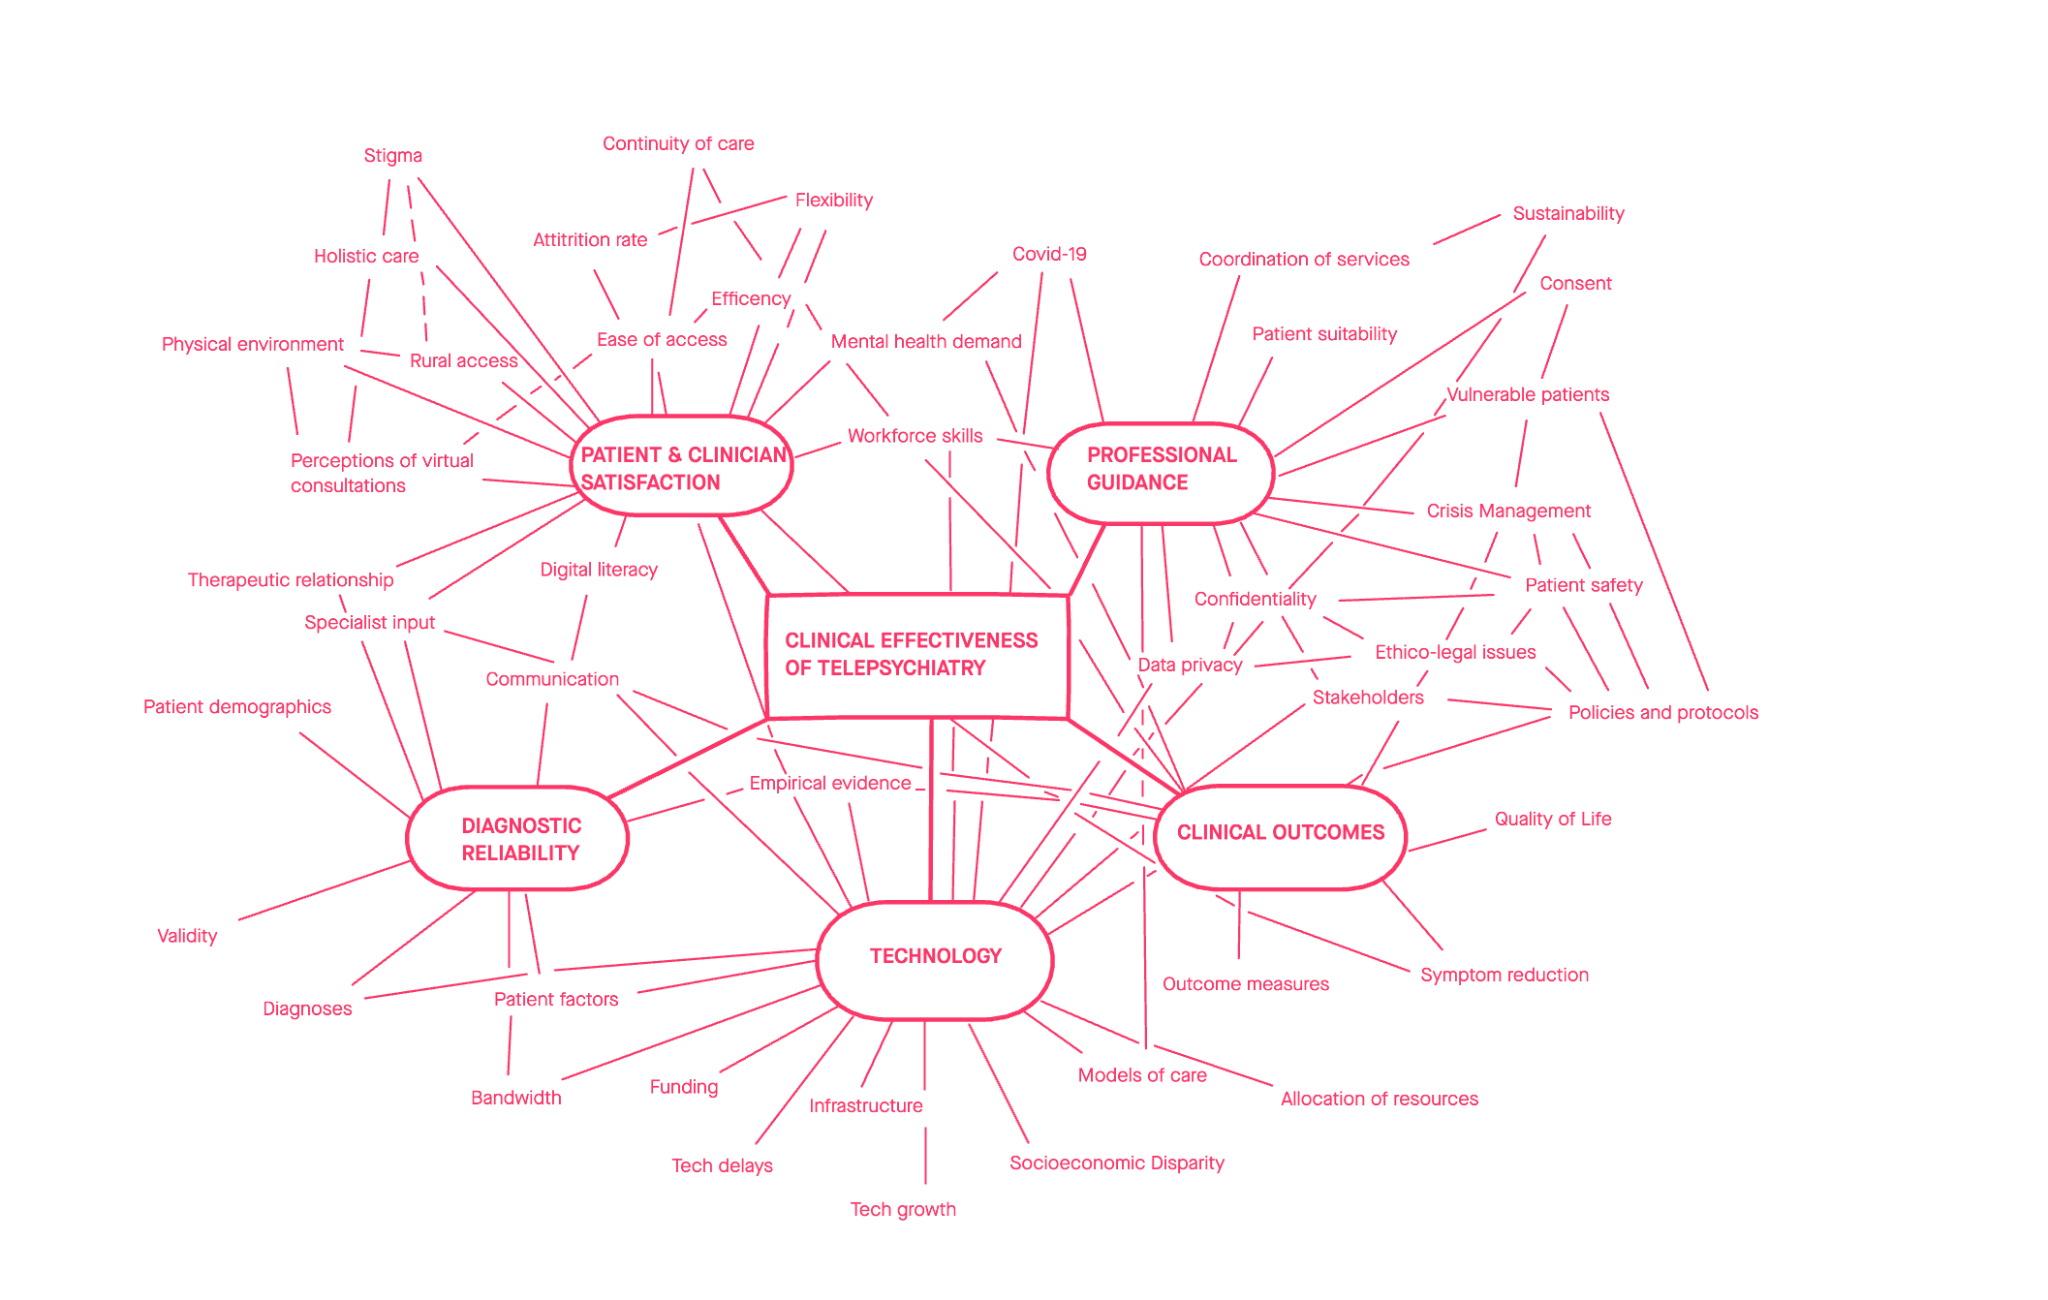 Continuity of care
Stigma
Flexibility
Sustainability
Attitrition rate
Covid-19
Holistic care
Coordination of services
Consent
Efficency
Patient suitability
Ease of access
Mental health demand
Physical environment
Rural access
Vulnerable patients
Workforce skills
PATIENT & CLINICIAN
SATISFACTION
PROFESSIONAL
GUIDANCE
Perceptions of virtual
consultations
Crisis Management
Digital literacy
Therapeutic relationship
Patient safety
Confidentiality
Specialist input
CLINICAL EFFECTIVENESS
OF TELEPSYCHIATRY
Ethico-legal issues
Data privacy
Communication
Stakeholders
Patient demographics
Policies and protocols
Empirical evidence
DIAGNOSTIC
RELIABILITY
CLINICAL OUTCOMES
Quality of Life
Validity
TECHNOLOGY
Symptom reduction
Outcome measures
Patient factors
Diagnoses
Models of care
Funding
Bandwidth
Allocation of resources
Infrastructure
Tech delays
Socioeconomic Disparity
Tech growth